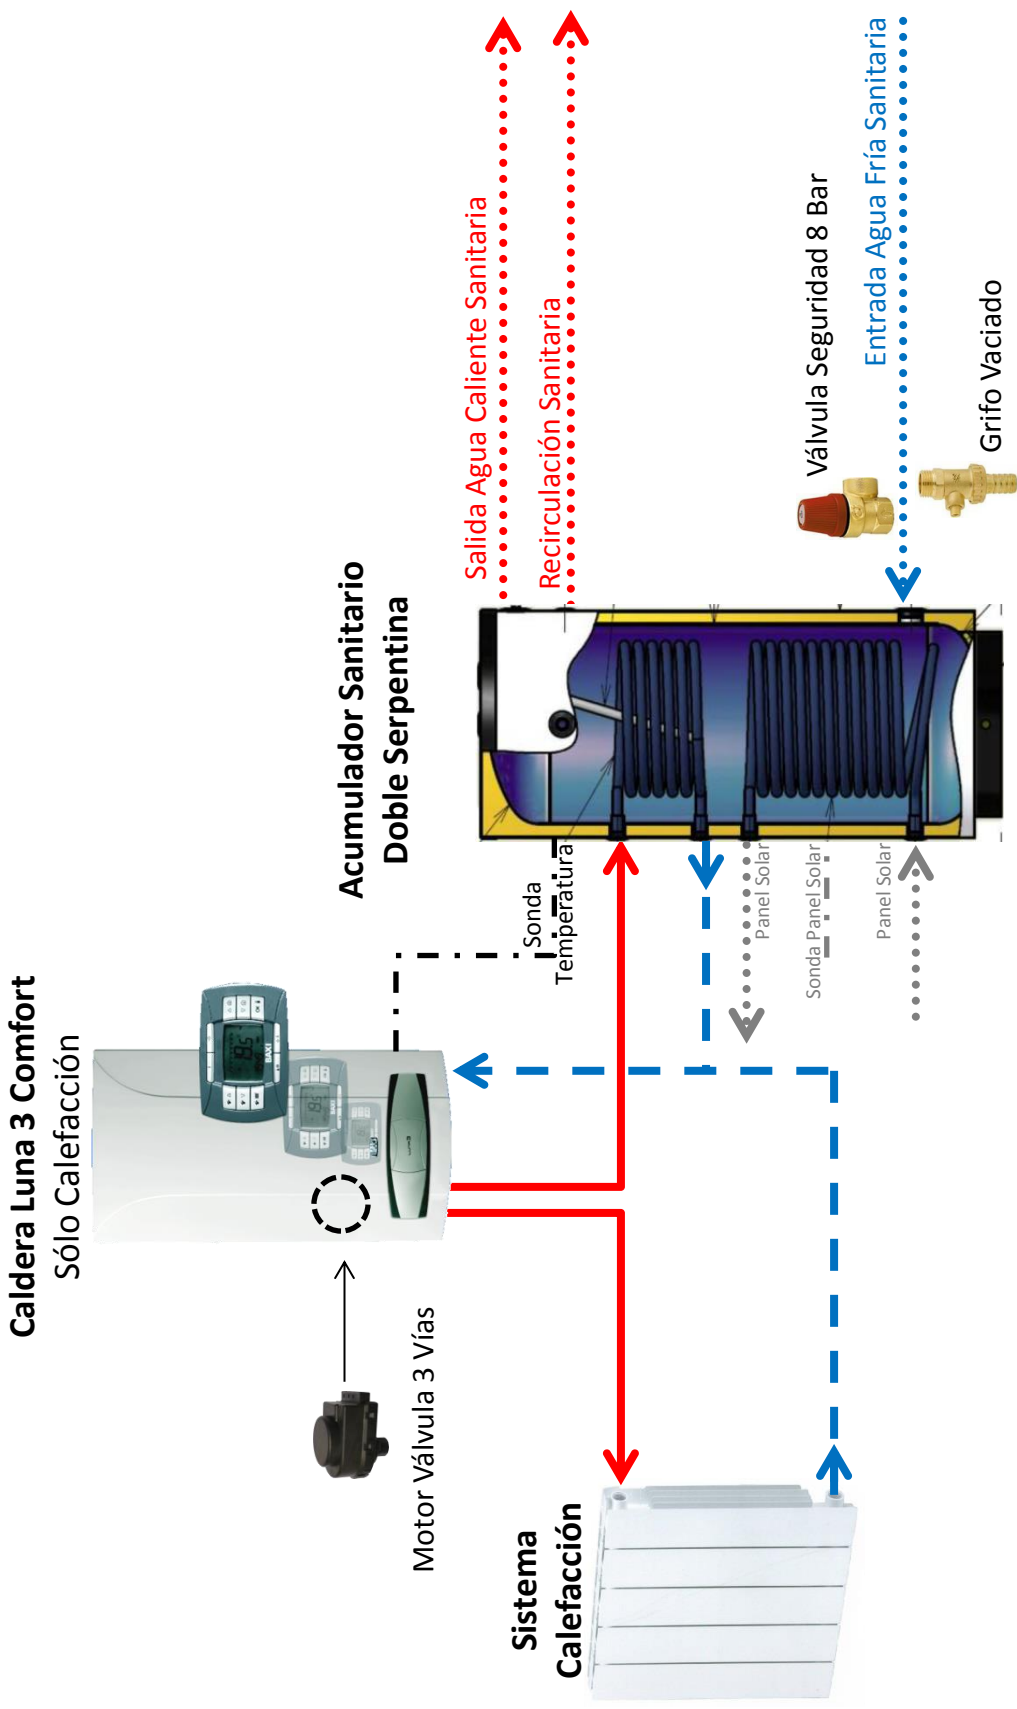 Caldera Luna 3 Comfort
Sólo Calefacción
Motor Válvula 3 Vías
BAXI
Sistema
Calefacción
Acumulador Sanitario
Doble Serpentina
Sonda
Temperatura
Panel Solar
Sonda Panel Solar
Panel Solar
Salida Agua Caliente Sanitaria
Recirculación Sanitaria
Válvula Seguridad 8 Bar
Entrada Agua Fría Sanitaria
Grifo Vaciado